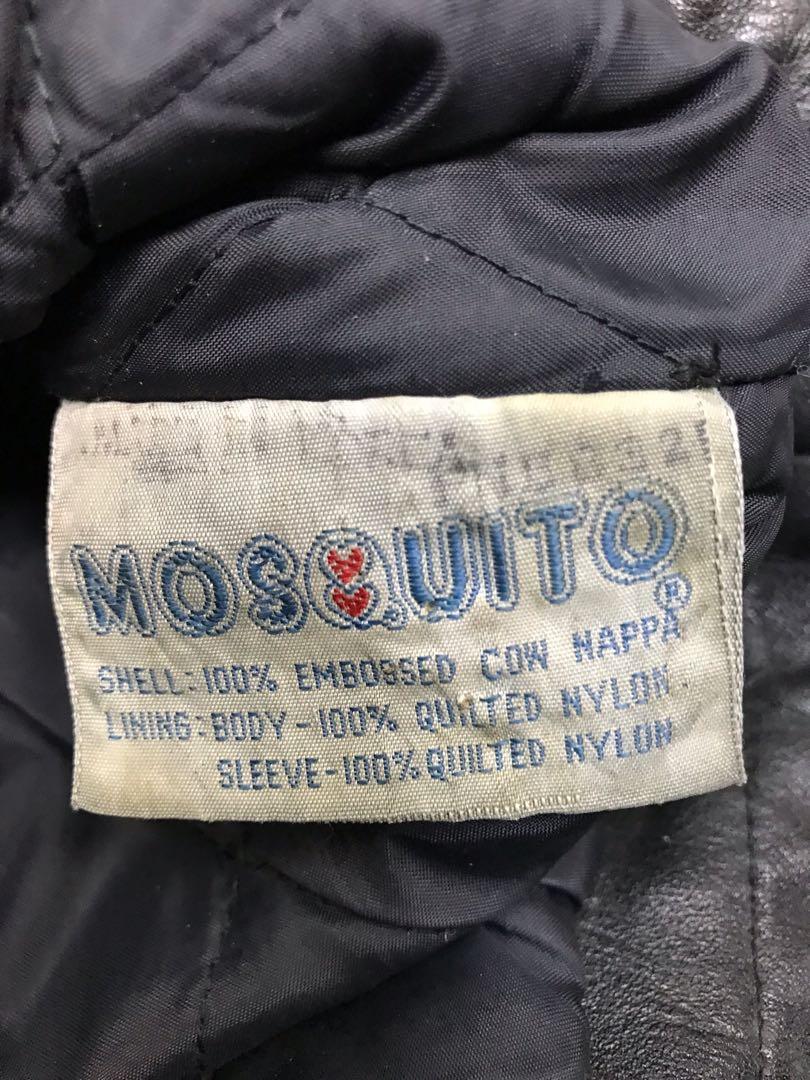 MOSQUITO®
SHELL: 100% EMBOSSED COW NAPPA
LINING: BODY - 100% QUILTED NYLON
SLEEVE - 100% QUILTED NYLON